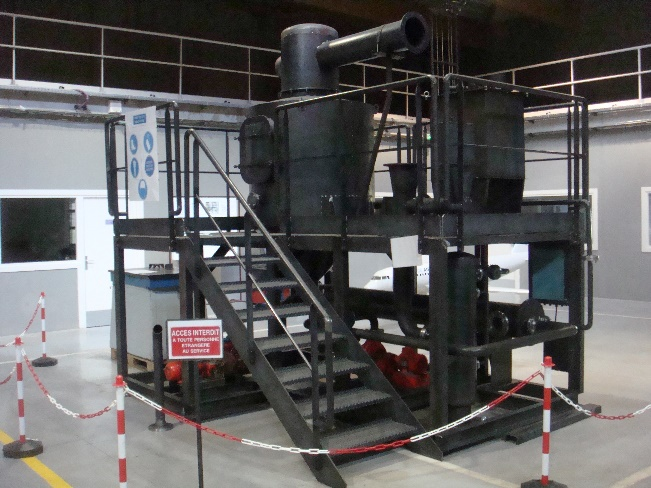 ACCES INTERDIT
A TOUTE PERSONNE
ETRANGERE
AU SERVICE